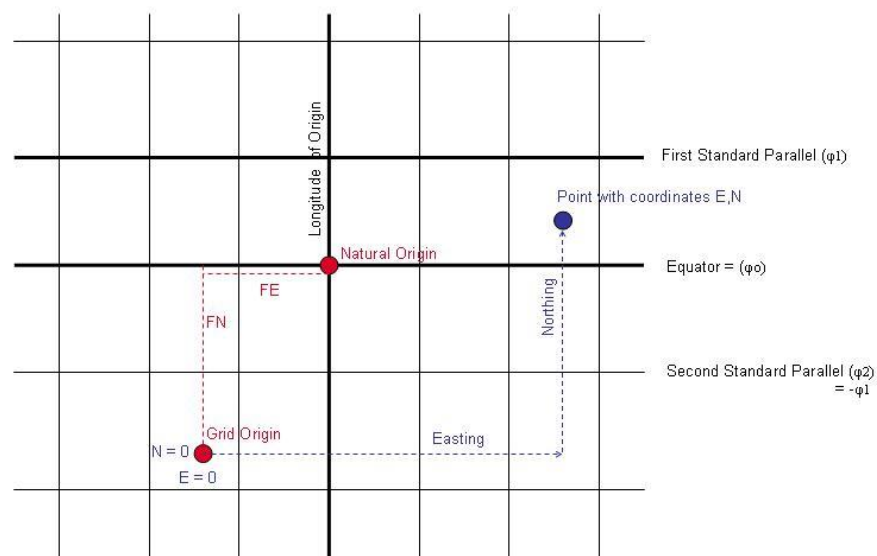 Longitude of Origin
First Standard Parallel (φ1)
Point with coordinates E,N
Natural Origin
Equator = (φo)
FE
Northing
FN
Second Standard Parallel (φ2)
= -φ1
Grid Origin
Easting
N = 0
E = 0